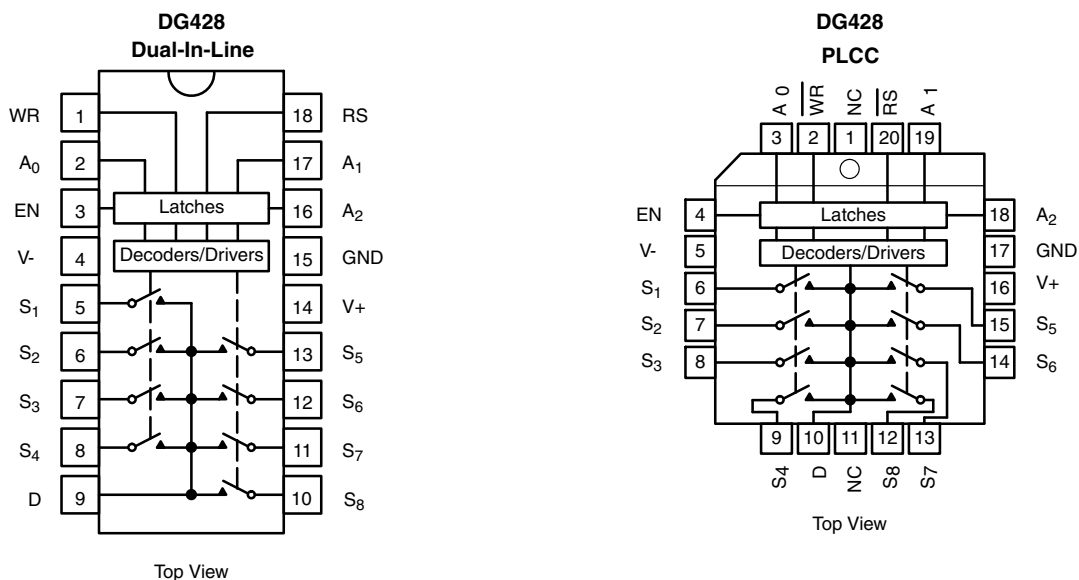 DG428
Dual-In-Line
WR 1 18 RS
A0 2 17 A1
EN 3 Latches 16 A2
V- 4 Decoders/Drivers 15 GND
S1 5 14 V+
S2 6 13 S5
S3 7 12 S6
S4 8 11 S7
D 9 10 S8
Top View
DG428
PLCC
A 0 WR NC RS A 1
3 2 1 20 19
EN 4 Latches 18 A2
V- 5 Decoders/Drivers 17 GND
S1 6 16 V+
S2 7 15 S5
S3 8 14 S6
9 10 11 12 13
S4 D NC S8 S7
Top View